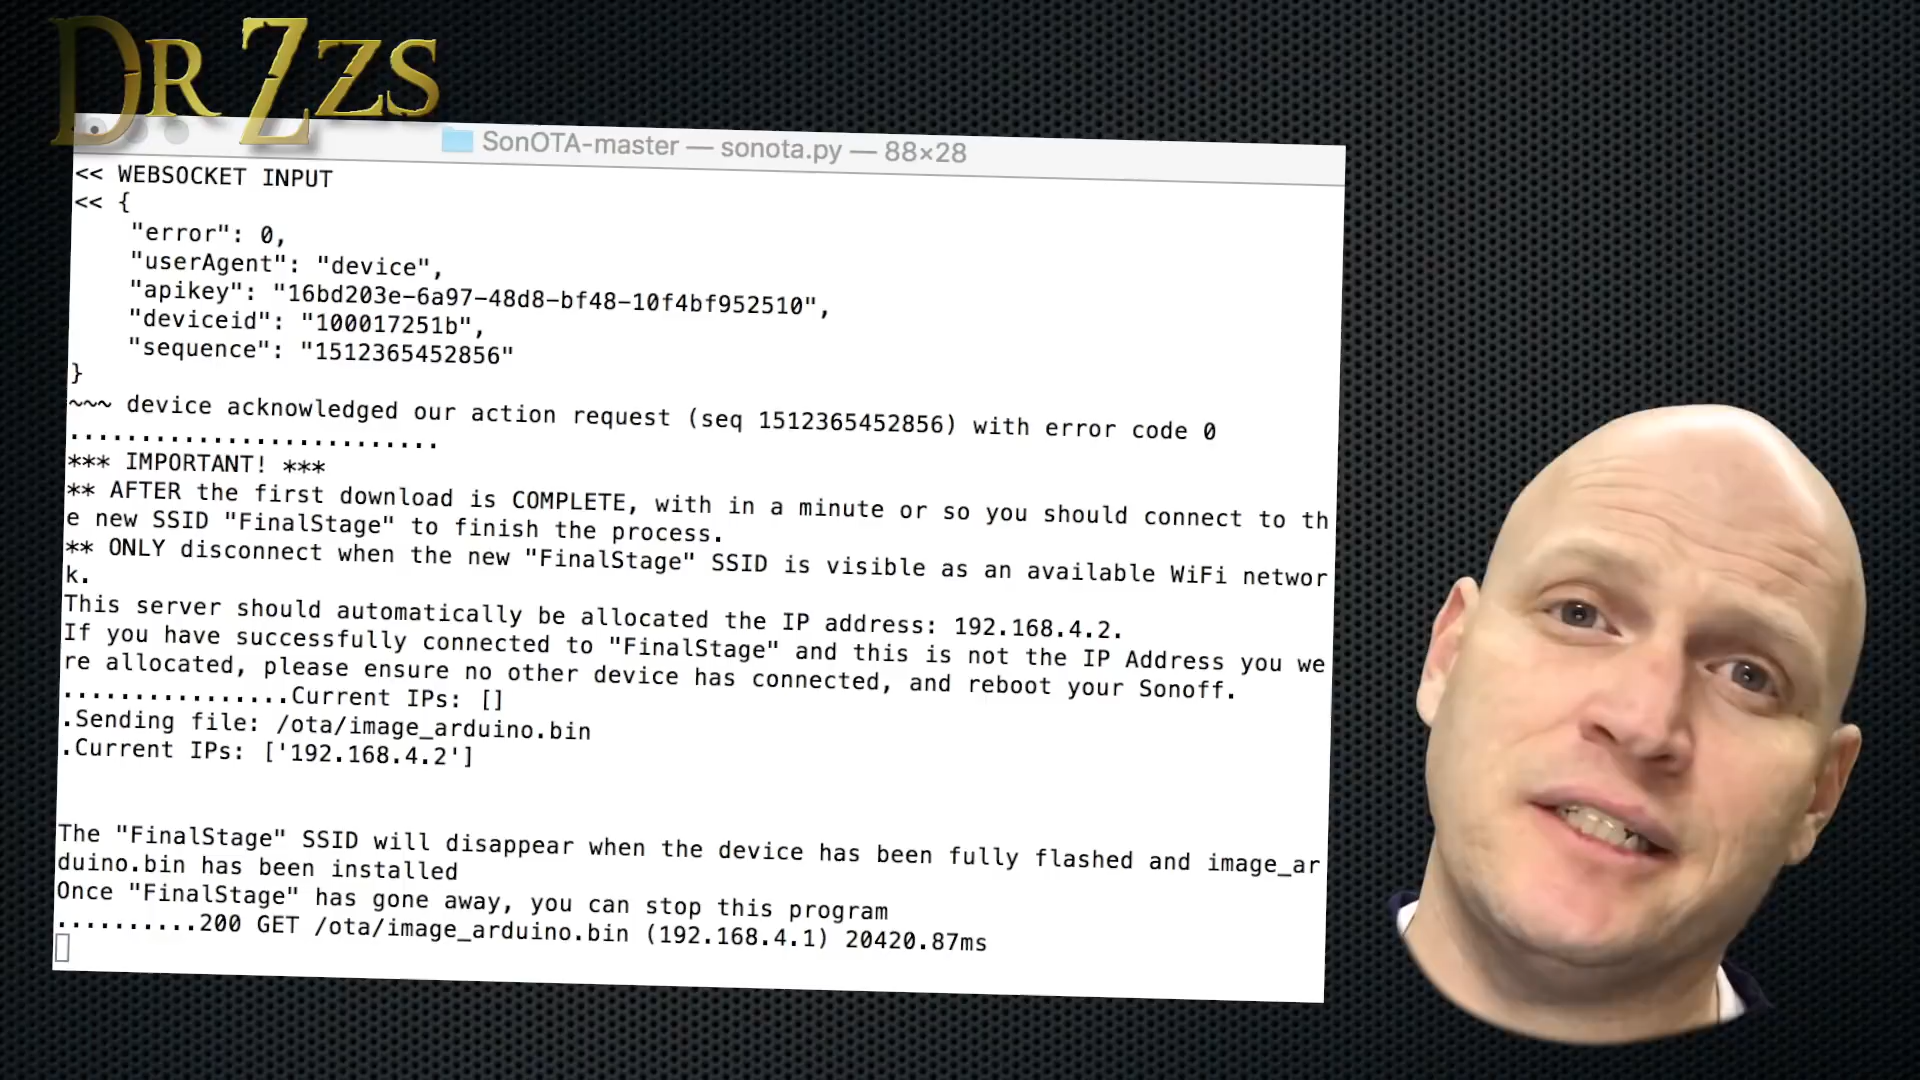 DR ZZS
SonOTA-master — sonota.py — 88×28
<< WEBSOCKET INPUT
<< {
"error": 0,
"userAgent": "device",
"apikey": "16bd203e-6a97-48d8-bf48-10f4bf952510",
"deviceid": "100017251b",
"sequence": "1512365452856"
}
~~~ device acknowledged our action request (seq 1512365452856) with error code 0
..........................
*** IMPORTANT! ***
** AFTER the first download is COMPLETE, with in a minute or so you should connect to th
e new SSID "FinalStage" to finish the process.
** ONLY disconnect when the new "FinalStage" SSID is visible as an available WiFi networ
k.
This server should automatically be allocated the IP address: 192.168.4.2.
If you have successfully connected to "FinalStage" and this is not the IP Address you we
re allocated, please ensure no other device has connected, and reboot your Sonoff.
................Current IPs: []
.Sending file: /ota/image_arduino.bin
.Current IPs: ['192.168.4.2']
The "FinalStage" SSID will disappear when the device has been fully flashed and image_ar
duino.bin has been installed
Once "FinalStage" has gone away, you can stop this program
..........200 GET /ota/image_arduino.bin (192.168.4.1) 20420.87ms